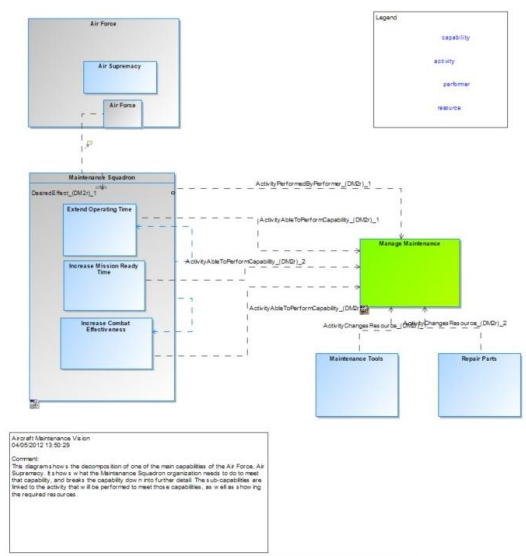 Air Force
Air Supremacy
Air Force
Legend
capability
activity
performer
resource
Maintenance Squadron
DesiredEffect_(DM2r)_1
Extend Operating Time
Increase Mission Ready
Time
Increase Combat
Effectiveness
ActivityPerformedByPerformer_(DM2r)_1
ActivityAbleToPerformCapability_(DM2r)_1
ActivityAbleToPerformCapability_(DM2r)_2
ActivityAbleToPerformCapability_(DM2r)
Manage Maintenance
ActivityChangesResource_(DM2r)
ActivityChangesResource_(DM2r)_2
Maintenance Tools
Repair Parts
Aircraft Maintenance Vision
04/05/2012 13:50:29
Comment:
This diagram shows the decomposition of one of the main capabilities of the Air Force, Air
Supremacy. It shows what the Maintenance Squadron organization needs to do to meet
that capability, and breaks the capability down into further detail. The sub-capabilities are
linked to the activity that will be performed to meet those capabilities, as well as showing
the required resources.